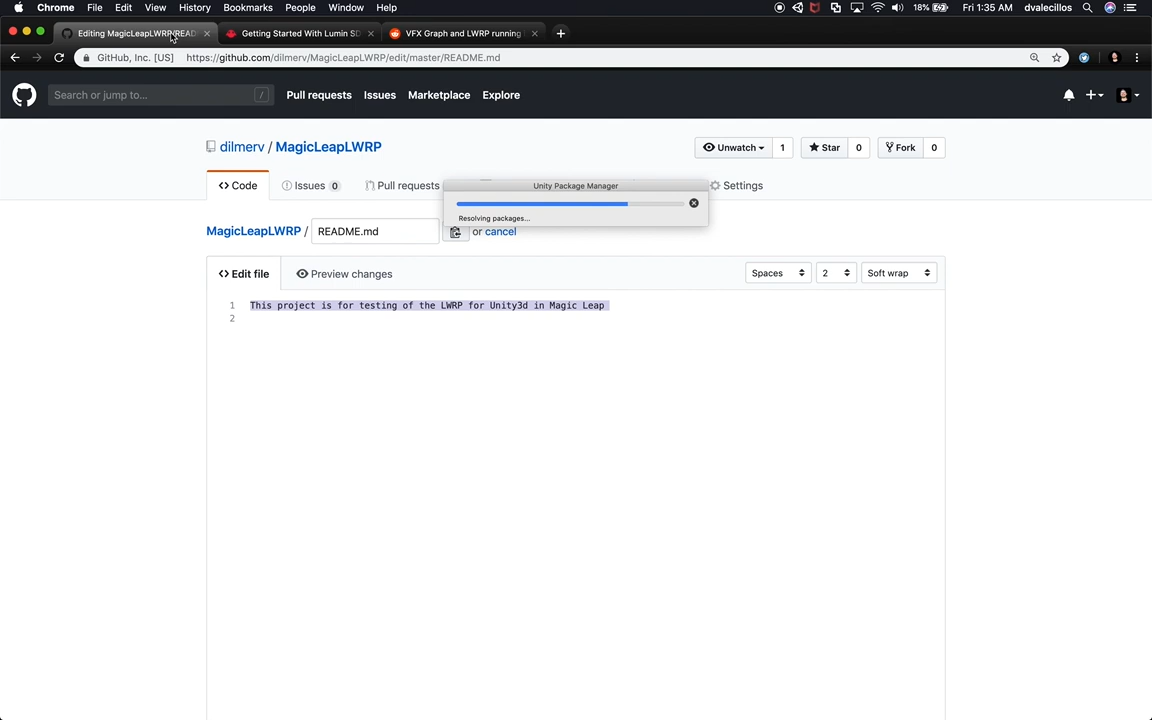 Chrome File Edit View History Bookmarks People Window Help 18% Fri 1:35 AM dvalecillos
Editing MagicLeapLWRP/READ Getting Started With Lumin SD VFX Graph and LWRP running
GitHub, Inc. [US] https://github.com/dilmerv/MagicLeapLWRP/edit/master/README.md
Search or jump to... / Pull requests Issues Marketplace Explore
dilmerv / MagicLeapLWRP Unwatch 1 Star 0 Fork 0
Code Issues 0 Pull requests Settings
Unity Package Manager
Resolving packages...
MagicLeapLWRP / README.md or cancel
Edit file Preview changes Spaces 2 Soft wrap
1 This project is for testing of the LWRP for Unity3d in Magic Leap
2